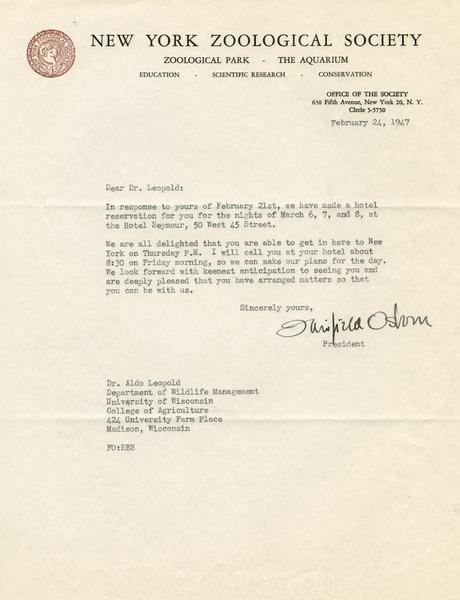 NEW YORK ZOOLOGICAL SOCIETY
ZOOLOGICAL PARK - THE AQUARIUM
EDUCATION - SCIENTIFIC RESEARCH - CONSERVATION
OFFICE OF THE SOCIETY
630 Fifth Avenue, New York 20, N. Y.
CIrcle 5-5750
February 24, 1947
Dear Dr. Leopold:
In response to yours of February 21st, we have made a hotel
reservation for you for the nights of March 6, 7, and 8, at
the Hotel Seymour, 50 West 45 Street.
We are all delighted that you are able to get in here to New
York on Thursday P.M. I will call you at your hotel about
8:30 on Friday morning, so we can make our plans for the day.
We look forward with keenest anticipation to seeing you and
are deeply pleased that you have arranged matters so that
you can be with us.
Sincerely yours,
Fairfield Osborn
President
Dr. Aldo Leopold
Department of Wildlife Management
University of Wisconsin
College of Agriculture
424 University Farm Place
Madison, Wisconsin
FO:RES